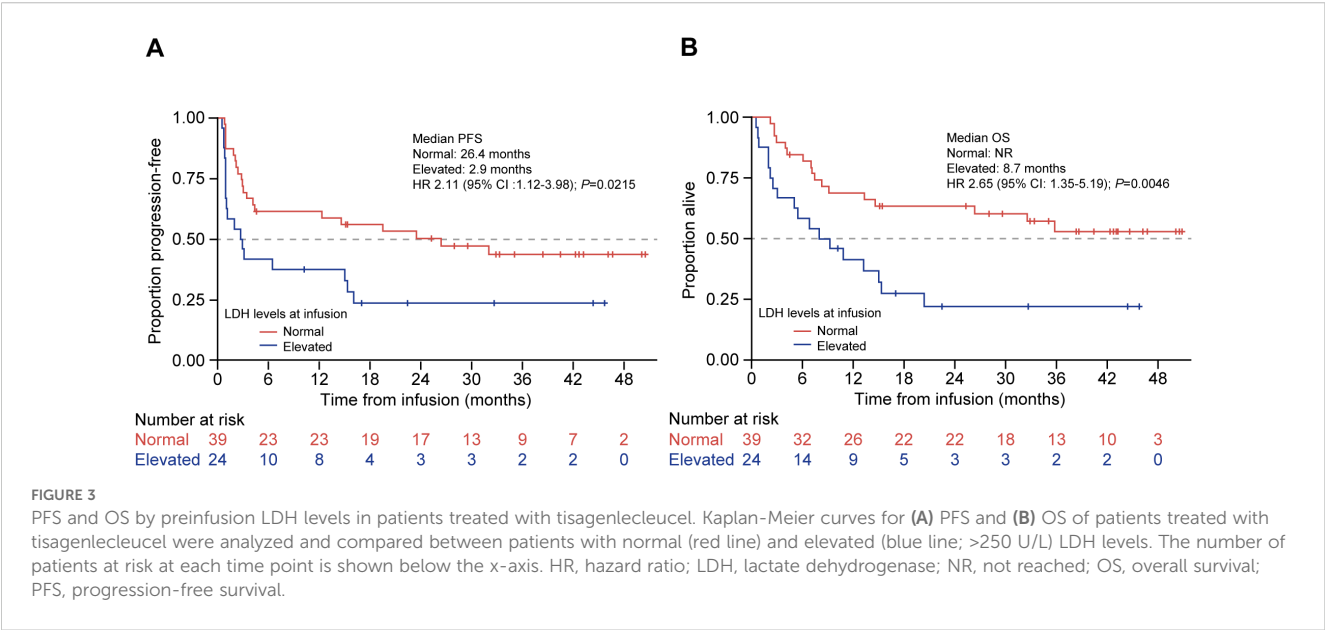 A
1.00
0.75
0.50
0.25
0.00
Proportion progression-free
Median PFS
Normal: 26.4 months
Elevated: 2.9 months
HR 2.11 (95% CI :1.12-3.98); P=0.0215
LDH levels at infusion
Normal
Elevated
0 6 12 18 24 30 36 42 48
Time from infusion (months)
Number at risk
Normal 39 23 23 19 17 13 9 7 2
Elevated 24 10 8 4 3 3 2 2 0
B
1.00
0.75
0.50
0.25
0.00
Proportion alive
Median OS
Normal: NR
Elevated: 8.7 months
HR 2.65 (95% CI: 1.35-5.19); P=0.0046
LDH levels at infusion
Normal
Elevated
0 6 12 18 24 30 36 42 48
Time from infusion (months)
Number at risk
Normal 39 32 26 22 22 18 13 10 3
Elevated 24 14 9 5 3 3 2 2 0
FIGURE 3
PFS and OS by preinfusion LDH levels in patients treated with tisagenlecleucel. Kaplan-Meier curves for (A) PFS and (B) OS of patients treated with
tisagenlecleucel were analyzed and compared between patients with normal (red line) and elevated (blue line; >250 U/L) LDH levels. The number of
patients at risk at each time point is shown below the x-axis. HR, hazard ratio; LDH, lactate dehydrogenase; NR, not reached; OS, overall survival;
PFS, progression-free survival.